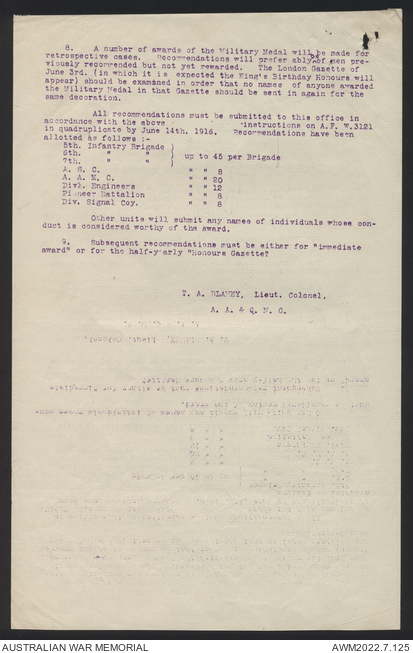 8. A number of awards of the Military Medal will be made for
retrospective cases. Recommendations will prefer ably be of men pre-
viously recommended but not yet rewarded. The London Gazette of
June 3rd. (in which it is expected the King's Birthday Honours will
appear) should be examined in order that no names of anyone awarded
the Military Medal in that Gazette should be sent in again for the
same decoration.
All recommendations must be submitted to this office in
accordance with the above instructions on A.F. W.3121
in quadruplicate by June 14th. 1916. Recommendations have been
allotted as follows :-
5th. Infantry Brigade )
6th. " " ) up to 45 per Brigade
7th. " " )
A. S. C. " " 8
A. A. M. C. " " 20
Divl. Engineers " " 12
Pioneer Battalion " " 8
Div. Signal Coy. " " 8
Other units will submit any names of individuals whose con-
duct is considered worthy of the award.
9. Subsequent recommendations must be either for "immediate
award" or for the half-yearly "Honours Gazette"
T. A. BLAMEY, Lieut. Colonel,
A. A. & Q. M. G.
AUSTRALIAN WAR MEMORIAL
AWM2022.7.125